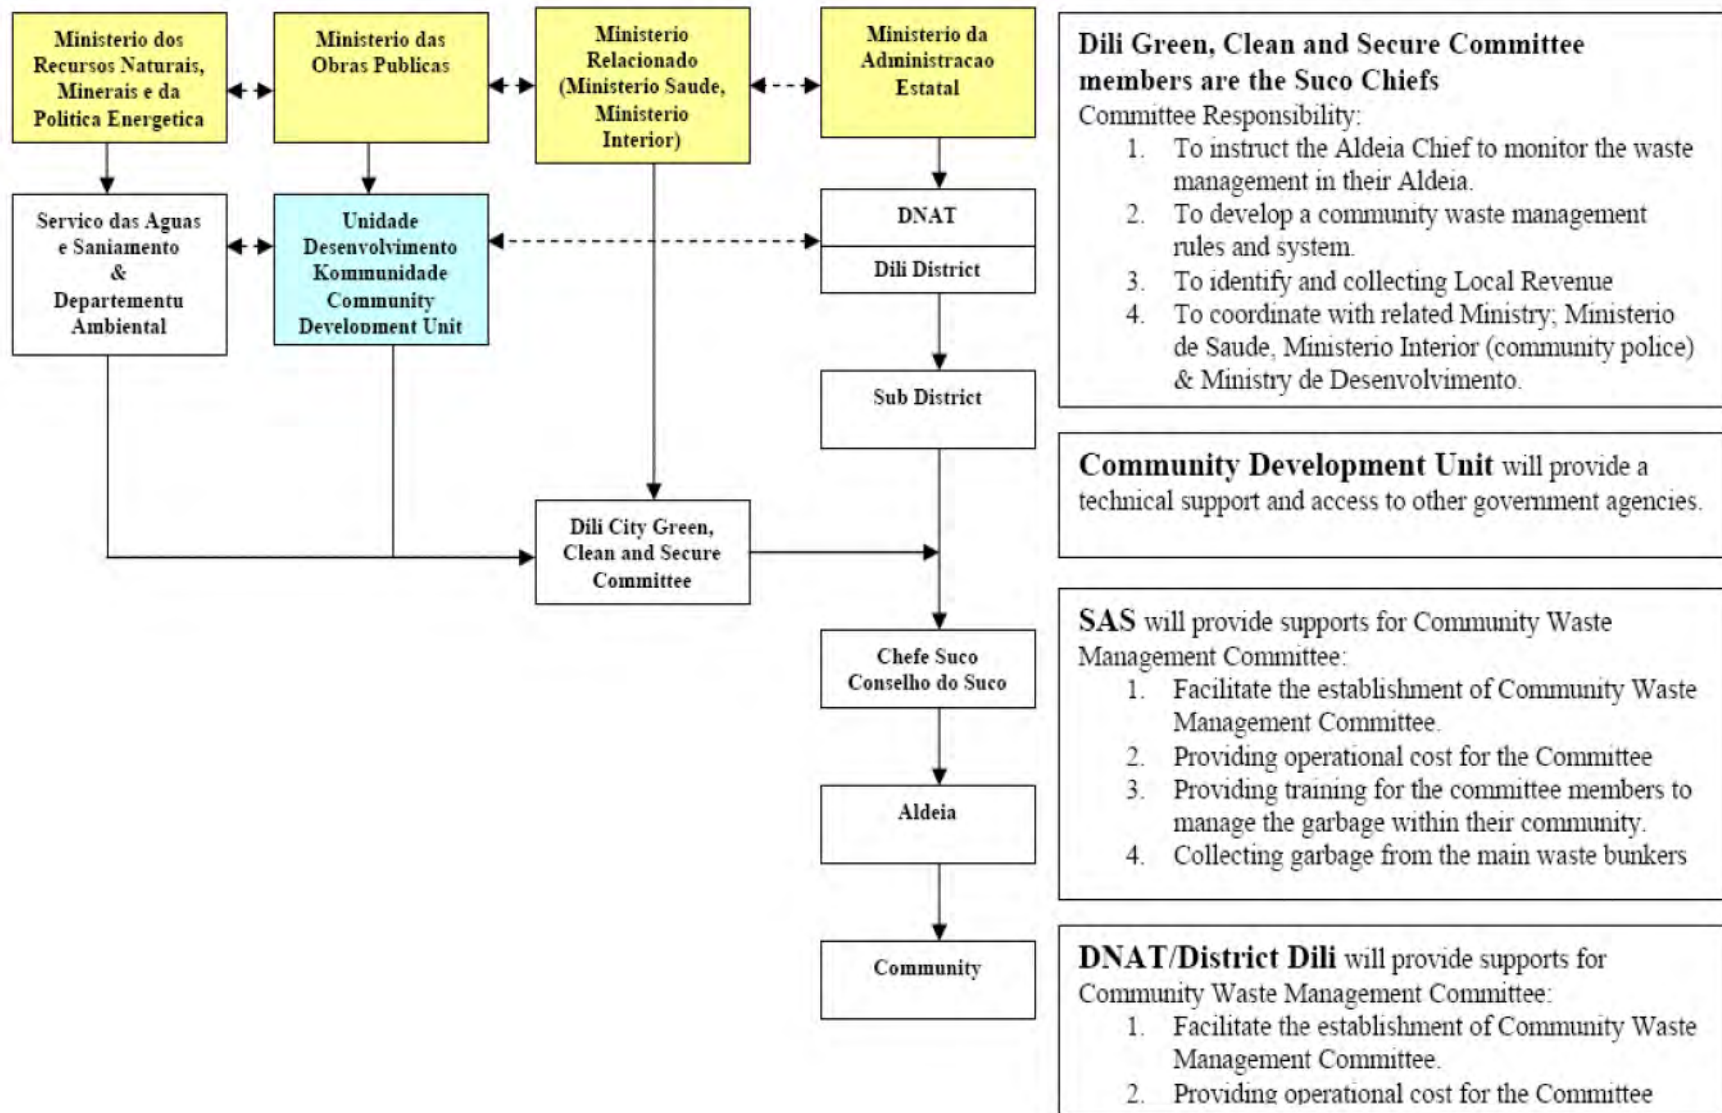 Ministerio dos
Recursos Naturais,
Minerais e da
Politica Energetica
Ministerio das
Obras Publicas
Ministerio
Relacionado
(Ministerio Saude,
Ministerio
Interior)
Ministerio da
Administracao
Estatal
Servico das Aguas
e Saniamento
&
Departementu
Ambiental
Unidade
Desenvolvimento
Kommunidade
Community
Development Unit
DNAT
Dili District
Sub District
Dili City Green,
Clean and Secure
Committee
Chefe Suco
Conselho do Suco
Aldeia
Community
Dili Green, Clean and Secure Committee
members are the Suco Chiefs
Committee Responsibility:
1. To instruct the Aldeia Chief to monitor the waste
management in their Aldeia.
2. To develop a community waste management
rules and system.
3. To identify and collecting Local Revenue
4. To coordinate with related Ministry; Ministerio
de Saude, Ministerio Interior (community police)
& Ministry de Desenvolvimento.
Community Development Unit will provide a
technical support and access to other government agencies.
SAS will provide supports for Community Waste
Management Committee:
1. Facilitate the establishment of Community Waste
Management Committee.
2. Providing operational cost for the Committee
3. Providing training for the committee members to
manage the garbage within their community.
4. Collecting garbage from the main waste bunkers
DNAT/District Dili will provide supports for
Community Waste Management Committee:
1. Facilitate the establishment of Community Waste
Management Committee.
2. Providing operational cost for the Committee